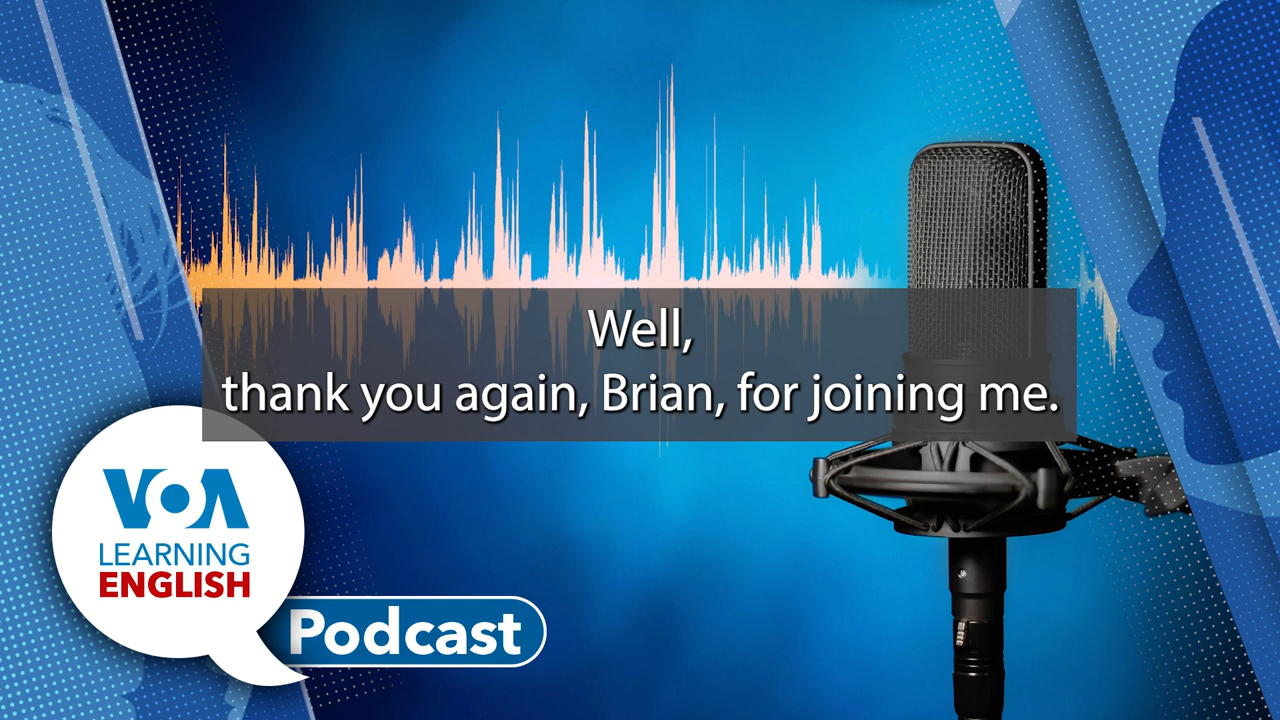 Well,
thank you again, Brian, for joining me.
VOA
LEARNING
ENGLISH
Podcast